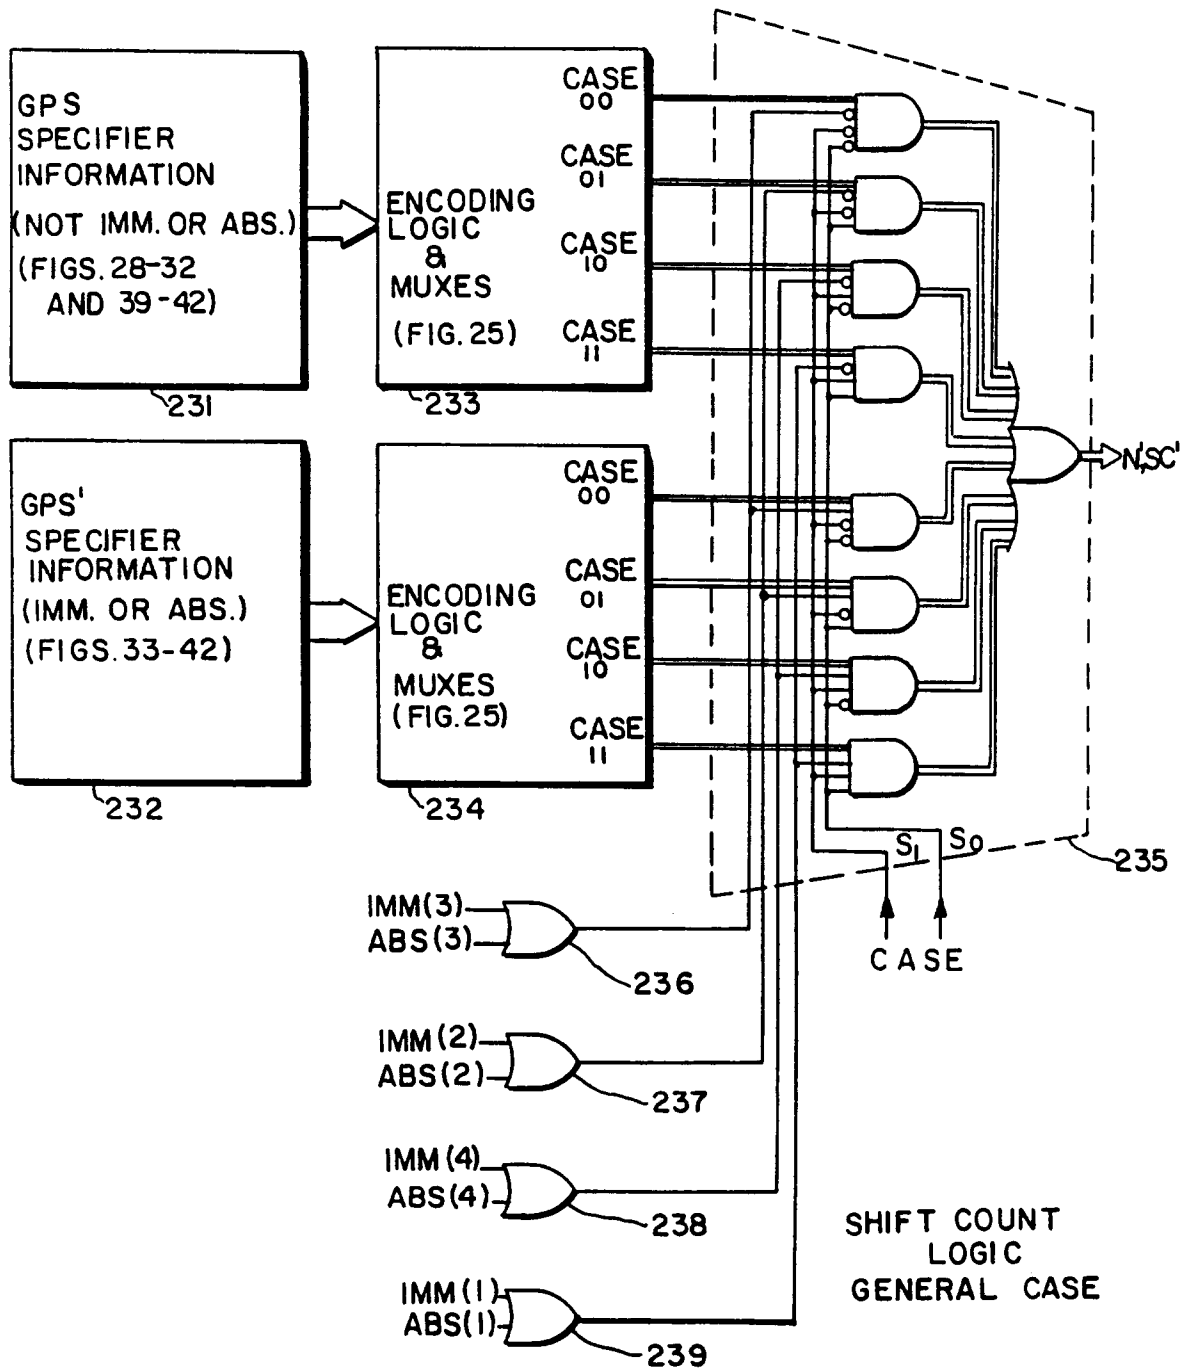 GPS
SPECIFIER
INFORMATION
(NOT IMM. OR ABS.)
(FIGS. 28-32
AND 39-42)
231
ENCODING
LOGIC
&
MUXES
(FIG. 25)
CASE
00
CASE
01
CASE
10
CASE
11
233
GPS'
SPECIFIER
INFORMATION
(IMM. OR ABS.)
(FIGS. 33-42)
232
ENCODING
LOGIC
&
MUXES
(FIG. 25)
CASE
00
CASE
01
CASE
10
CASE
11
234
N',SC'
S1 S0
235
CASE
IMM(3)
ABS(3)
236
IMM(2)
ABS(2)
237
IMM(4)
ABS(4)
238
IMM(1)
ABS(1)
239
SHIFT COUNT
LOGIC
GENERAL CASE